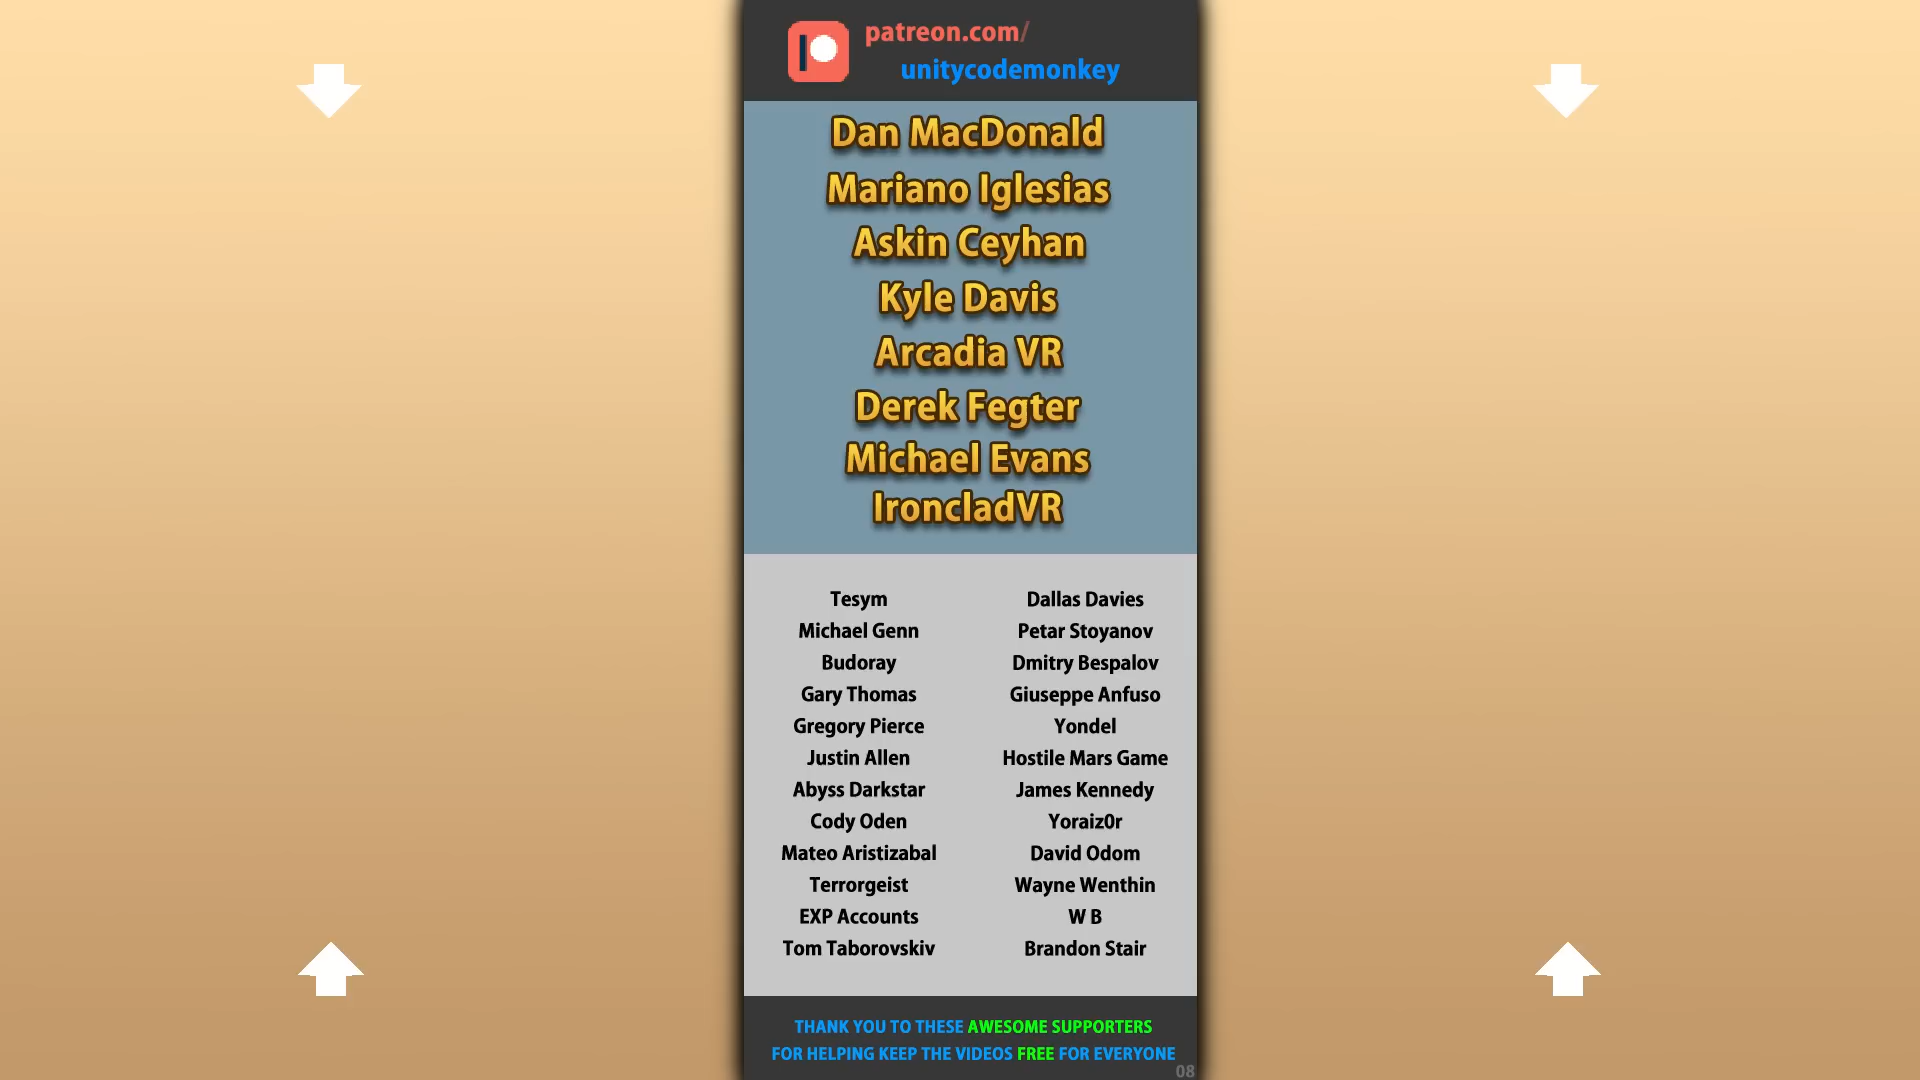 patreon.com/
unitycodemonkey
Dan MacDonald
Mariano Iglesias
Askin Ceyhan
Kyle Davis
Arcadia VR
Derek Fegter
Michael Evans
IroncladVR
Tesym
Michael Genn
Budoray
Gary Thomas
Gregory Pierce
Justin Allen
Abyss Darkstar
Cody Oden
Mateo Aristizabal
Terrorgeist
EXP Accounts
Tom Taborovskiv
Dallas Davies
Petar Stoyanov
Dmitry Bespalov
Giuseppe Anfuso
Yondel
Hostile Mars Game
James Kennedy
Yoraiz0r
David Odom
Wayne Wenthin
W B
Brandon Stair
THANK YOU TO THESE AWESOME SUPPORTERS
FOR HELPING KEEP THE VIDEOS FREE FOR EVERYONE
08